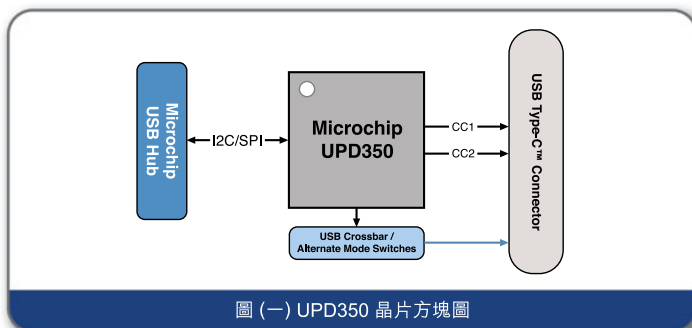 Microchip
USB Hub
I2C/SPI
Microchip
UPD350
CC1
CC2
USB Type-C™ Connector
USB Crossbar /
Alternate Mode Switches
圖 (一) UPD350 晶片方塊圖